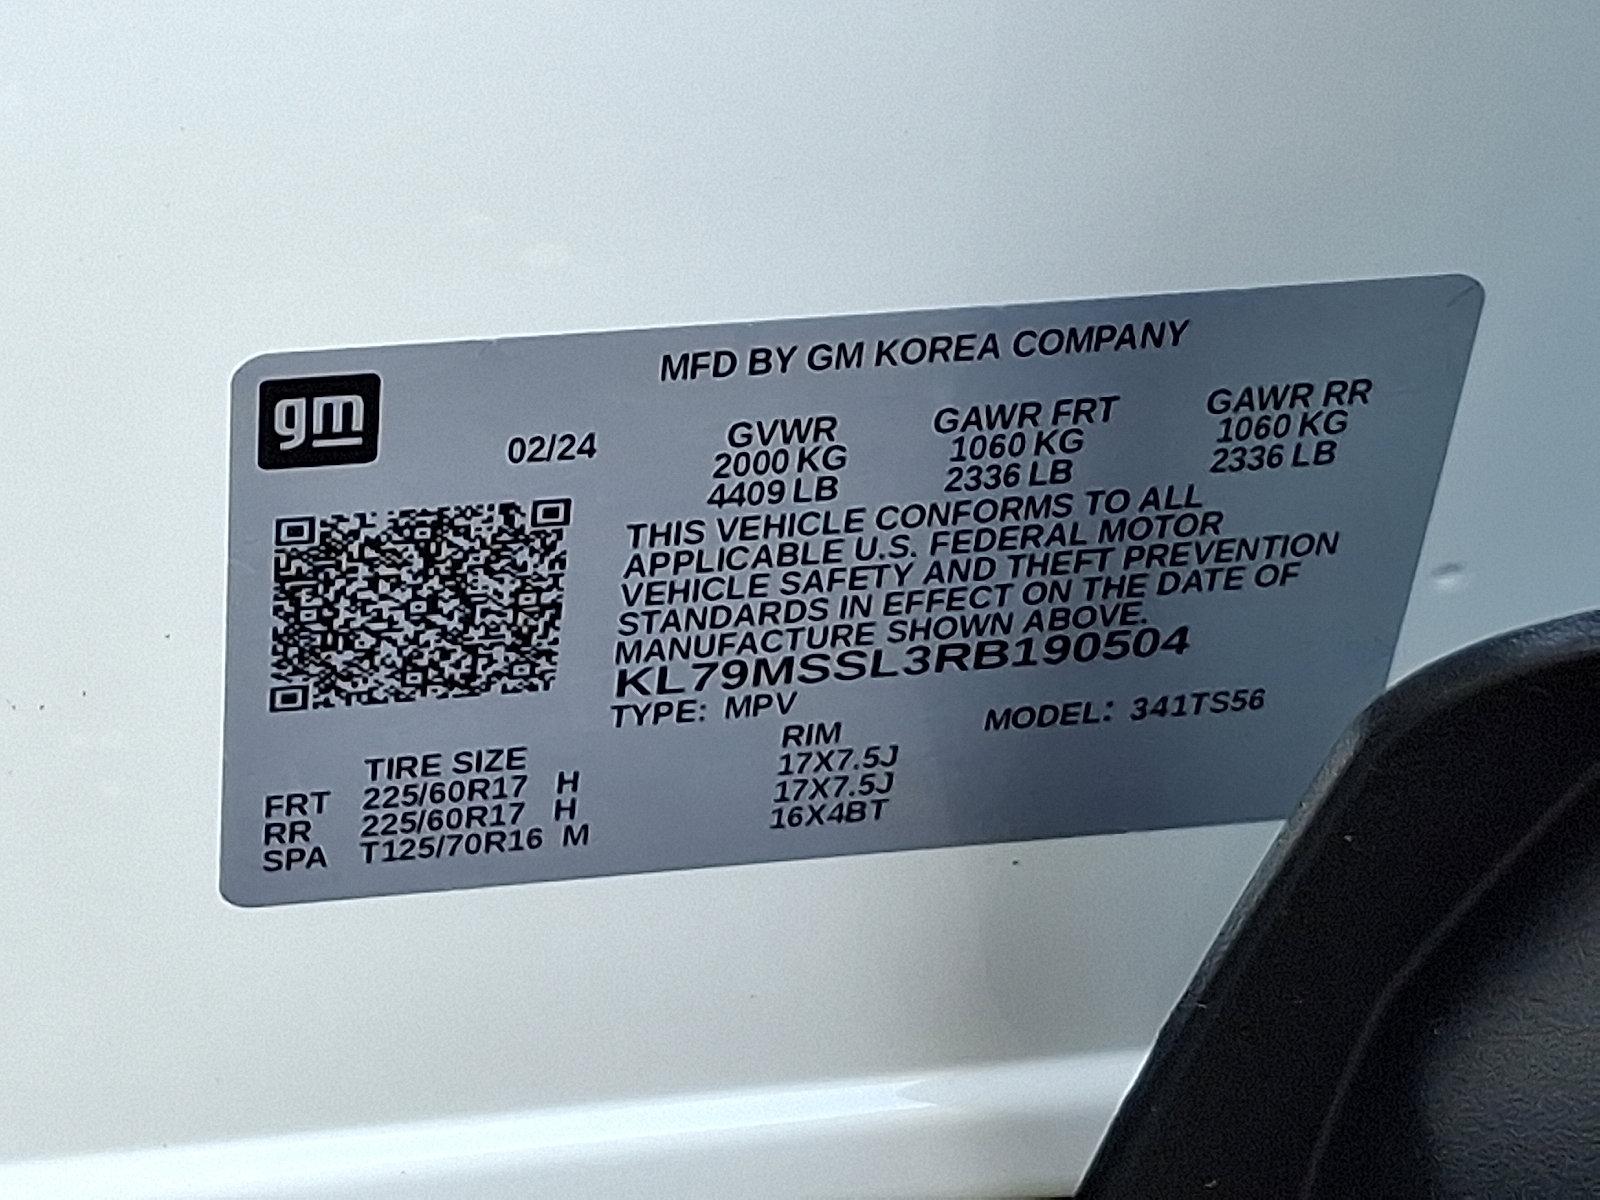 gm
MFD BY GM KOREA COMPANY
02/24
GVWR GAWR FRT GAWR RR
2000 KG 1060 KG 1060 KG
4409 LB 2336 LB 2336 LB
THIS VEHICLE CONFORMS TO ALL
APPLICABLE U.S. FEDERAL MOTOR
VEHICLE SAFETY AND THEFT PREVENTION
STANDARDS IN EFFECT ON THE DATE OF
MANUFACTURE SHOWN ABOVE.
KL79MSSL3RB190504
TYPE: MPV MODEL: 341TS56
TIRE SIZE RIM
FRT 225/60R17 H 17X7.5J
RR 225/60R17 H 17X7.5J
SPA T125/70R16 M 16X4BT